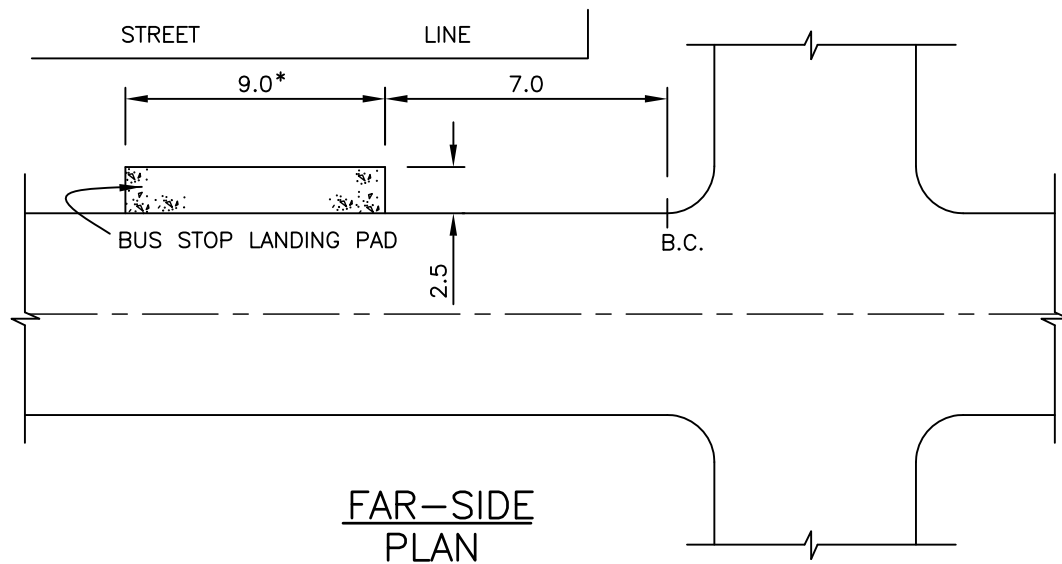 STREET LINE
9.0*
7.0
BUS STOP LANDING PAD
B.C.
2.5
FAR-SIDE
PLAN